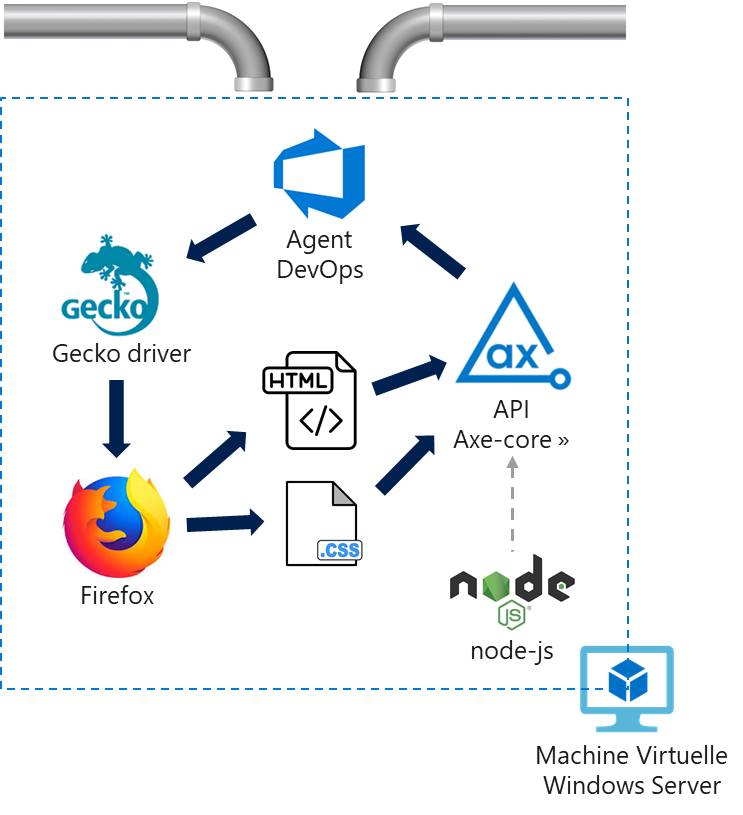 Agent
DevOps
GECKO™
Gecko driver
HTML
</>
ax
API
Axe-core »
.CSS
Firefox
node
JS®
node-js
Machine Virtuelle
Windows Server